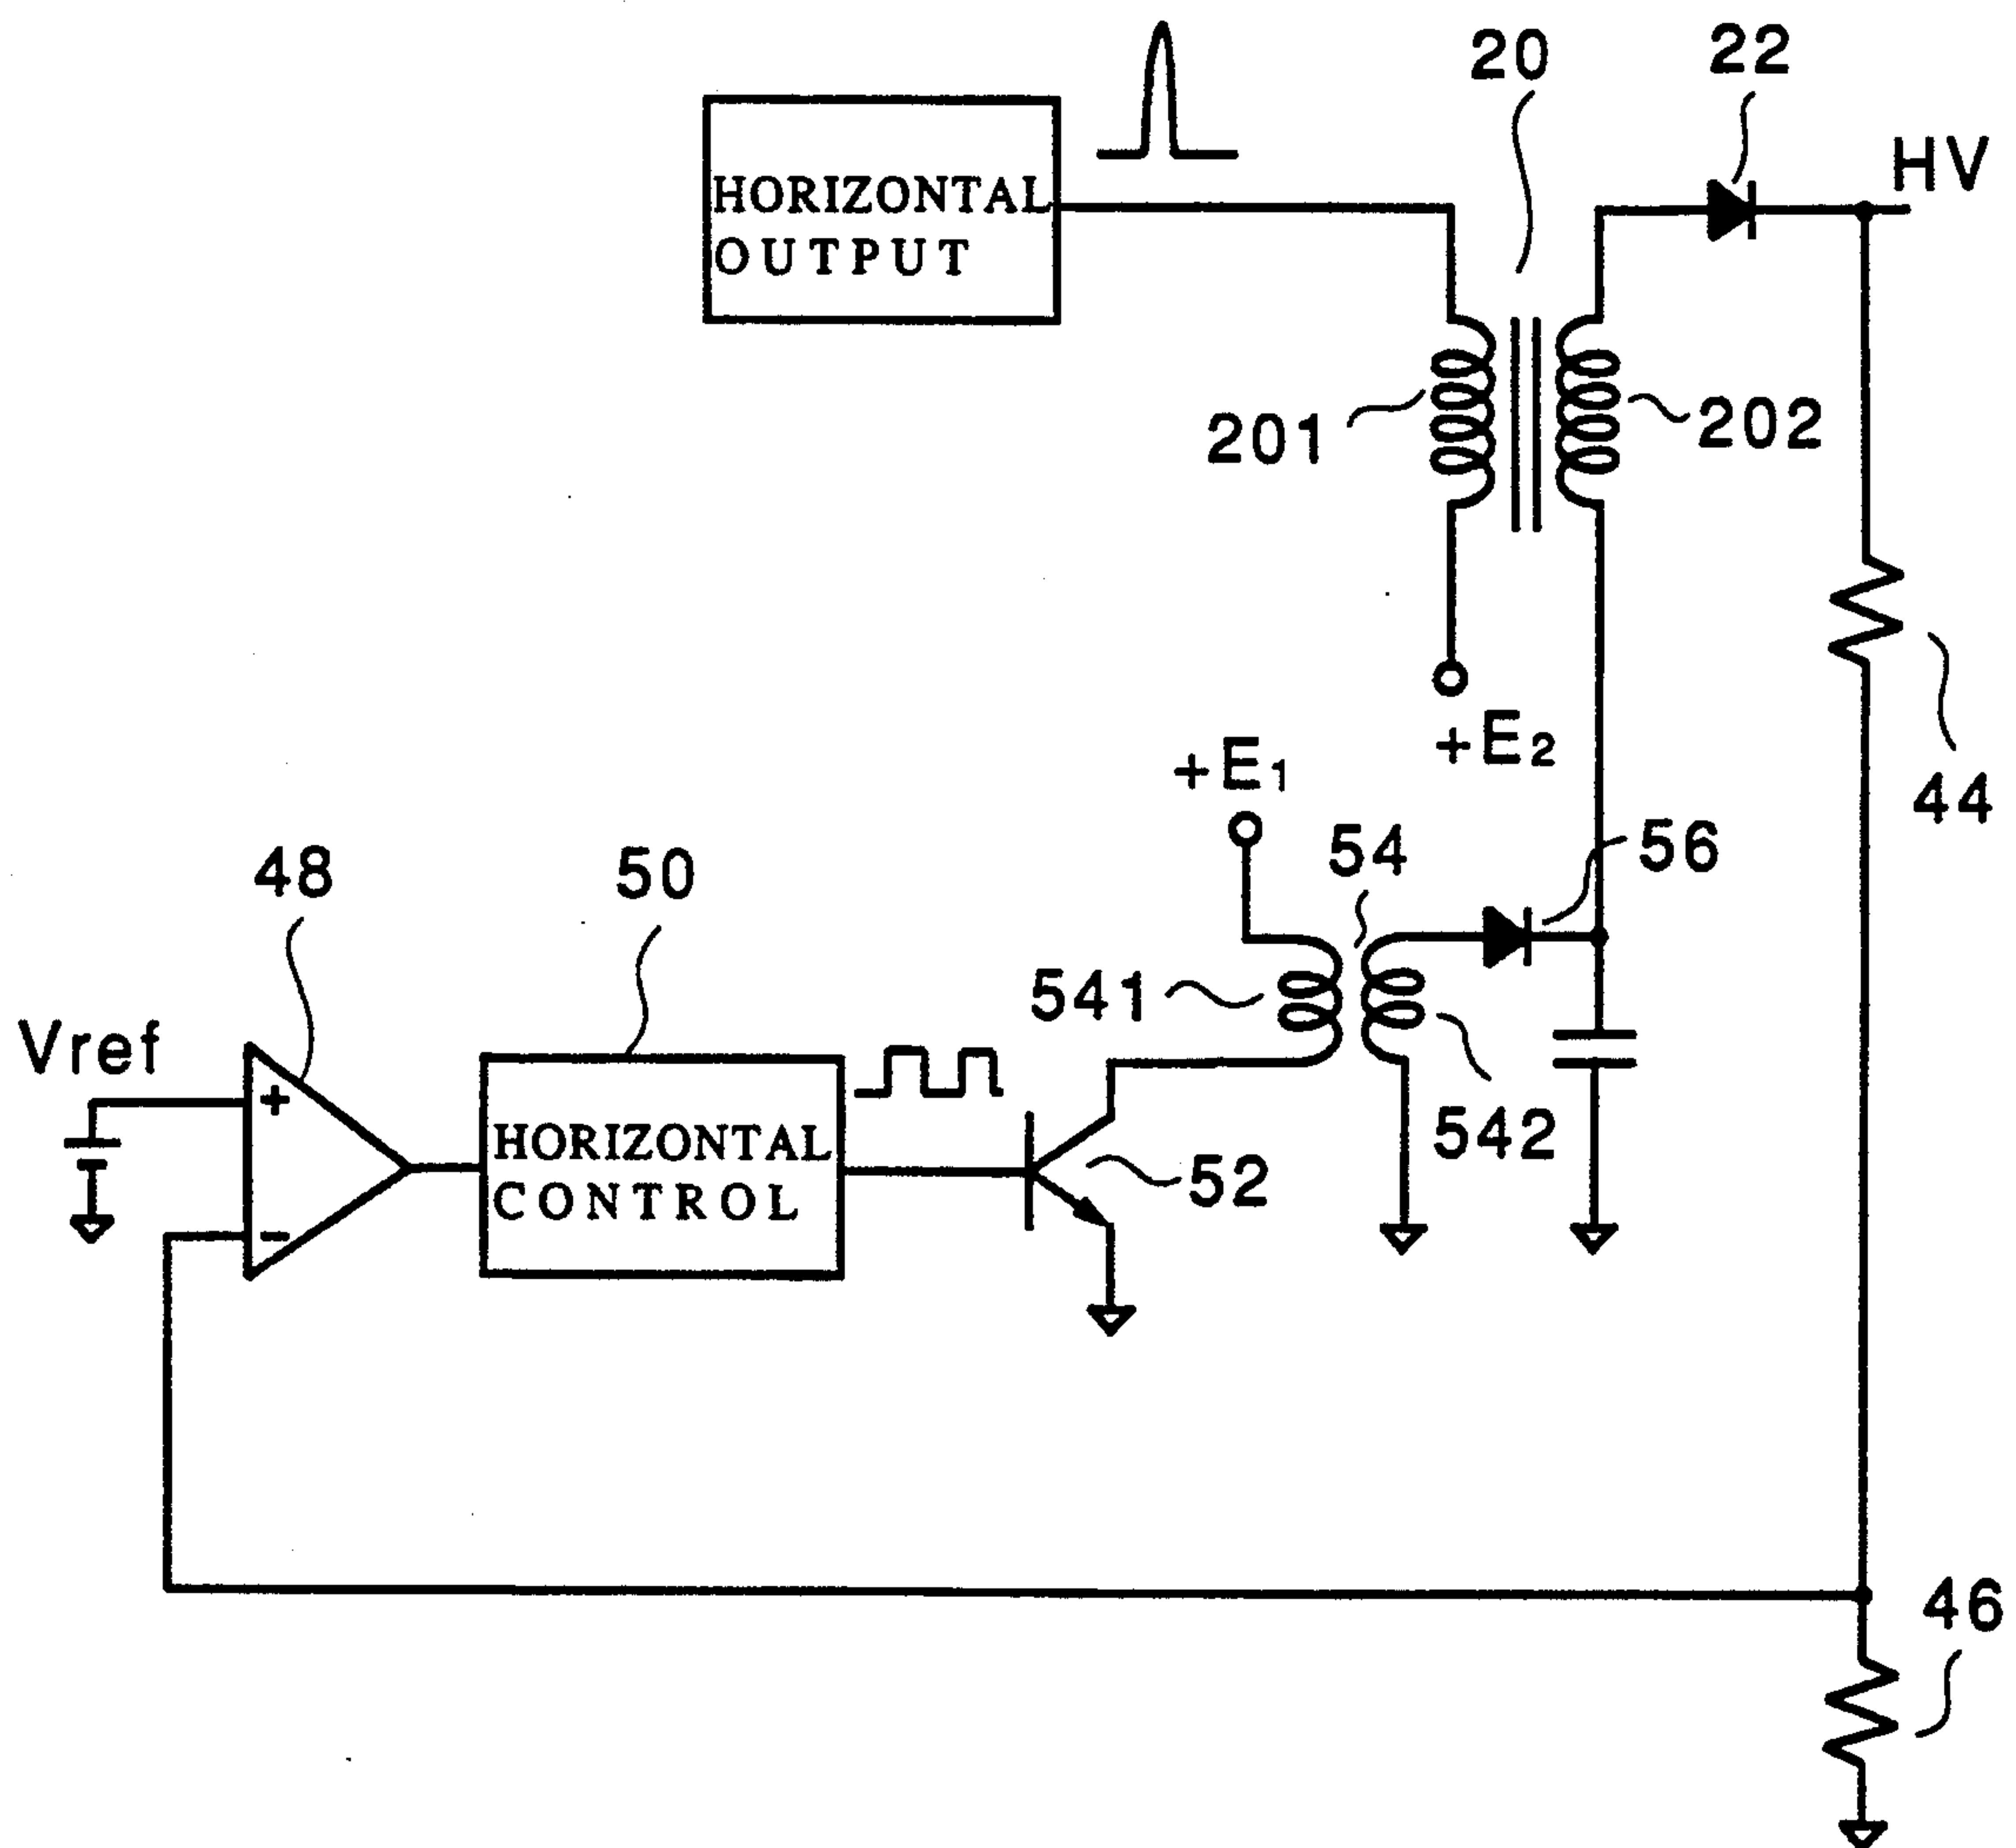 20
22
HV
HORIZONTAL
OUTPUT
201
202
+E2
44
+E1
54
56
48
50
541
Vref
+
542
HORIZONTAL
CONTROL
52
-
46